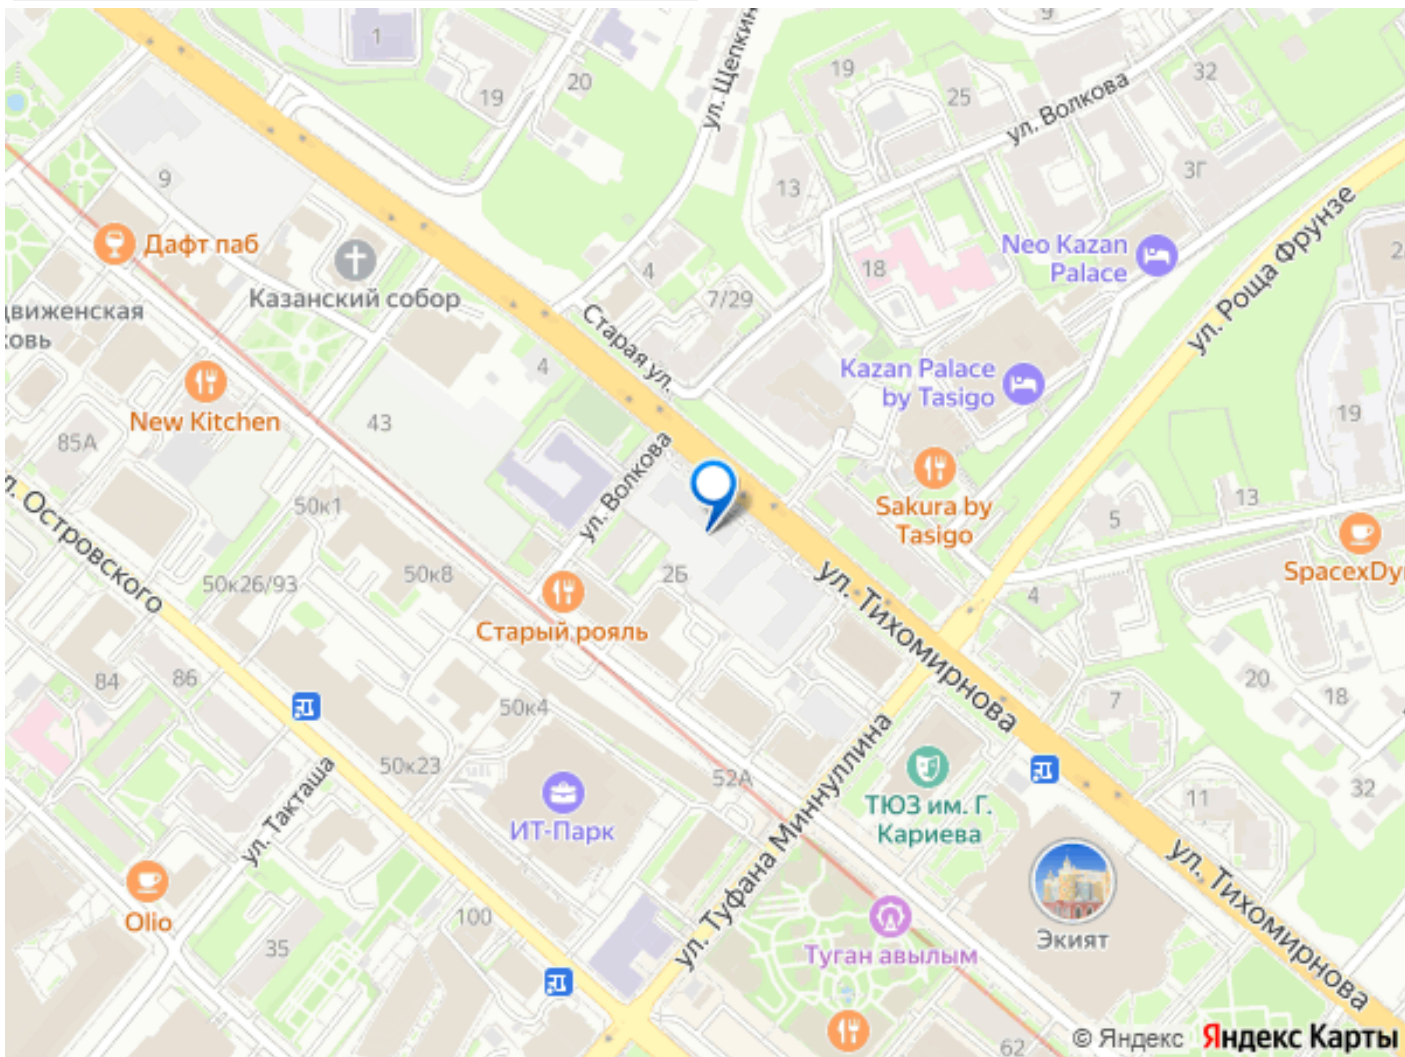 1
19
20
ул. Щепкин
19
25
32
9
ул. Волкова
3Г
9
13
Дафт паб
Казанский собор
4
7/29
18
Neo Kazan
Palace
ул. Роща Фрунзе
2
движенская
ковь
Старая ул.
4
Kazan Palace
by Tasigo
New Kitchen
43
85А
19
ул. Волкова
50к1
Sakura by
Tasigo
13
5
л. Островского
50к26/93
50к8
2Б
ул. Тихомирнова
4
SpacexDy
Старый рояль
84
86
50к4
20
18
7
50к23
52А
ул. Такташа
ИТ-Парк
ТЮЗ им. Г.
Кариева
11
32
ул. Туфана Миннуллина
ул. Тихомирнова
Olio
100
35
Туган авылым
Экият
62
© Яндекс Яндекс Карты